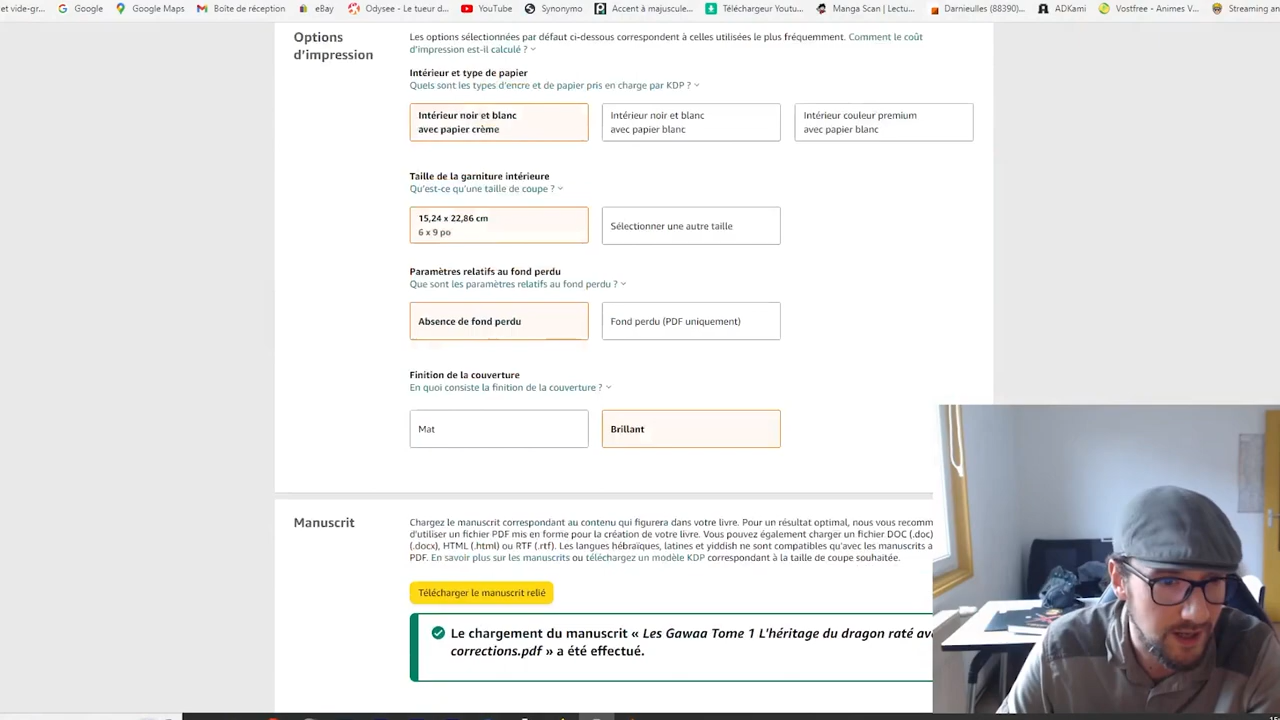 et vide-gr... Google Google Maps Boîte de réception eBay Odysee - Le tueur d... YouTube Synonymo Accent à majuscule... Téléchargeur Youtu... Manga Scan | Lectu... Darnieulles (88390)... ADKami Vostfree - Animes V... Streaming an
Options
d'impression
Les options sélectionnées par défaut ci-dessous correspondent à celles utilisées le plus fréquemment. Comment le coût
d'impression est-il calculé ?
Intérieur et type de papier
Quels sont les types d'encre et de papier pris en charge par KDP ?
Intérieur noir et blanc
avec papier crème
Intérieur noir et blanc
avec papier blanc
Intérieur couleur premium
avec papier blanc
Taille de la garniture intérieure
Qu'est-ce qu'une taille de coupe ?
15,24 x 22,86 cm
6 x 9 po
Sélectionner une autre taille
Paramètres relatifs au fond perdu
Que sont les paramètres relatifs au fond perdu ?
Absence de fond perdu
Fond perdu (PDF uniquement)
Finition de la couverture
En quoi consiste la finition de la couverture ?
Mat
Brillant
Manuscrit
Chargez le manuscrit correspondant au contenu qui figurera dans votre livre. Pour un résultat optimal, nous vous recomm
d'utiliser un fichier PDF mis en forme pour la création de votre livre. Vous pouvez également charger un fichier DOC (.doc)
(.docx), HTML (.html) ou RTF (.rtf). Les langues hébraïques, latines et yiddish ne sont compatibles qu'avec les manuscrits a
PDF. En savoir plus sur les manuscrits ou téléchargez un modèle KDP correspondant à la taille de coupe souhaitée.
Télécharger le manuscrit relié
Le chargement du manuscrit « Les Gawaa Tome 1 L'héritage du dragon raté ave
corrections.pdf » a été effectué.